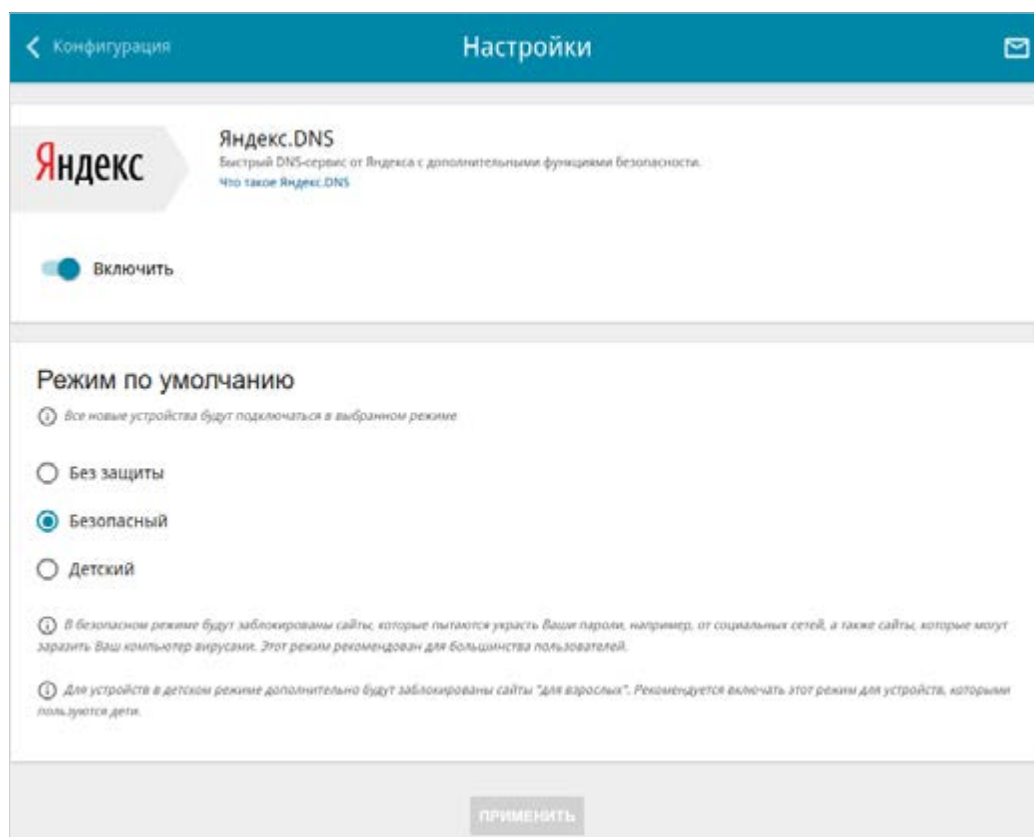 Конфигурация
Настройки
Яндекс
Яндекс.DNS
Быстрый DNS-сервис от Яндекса с дополнительными функциями безопасности.
Что такое Яндекс.DNS
Включить
Режим по умолчанию
Все новые устройства будут подключаться в выбранном режиме
Без защиты
Безопасный
Детский
В безопасном режиме будут заблокированы сайты, которые пытаются украсть Ваши пароли, например, от социальных сетей, а также сайты, которые могут
заразить Ваш компьютер вирусами. Этот режим рекомендован для большинства пользователей.
Для устройств в детском режиме дополнительно будут заблокированы сайты "для взрослых". Рекомендуется включать этот режим для устройств, которыми
пользуются дети.
ПРИМЕНИТЬ